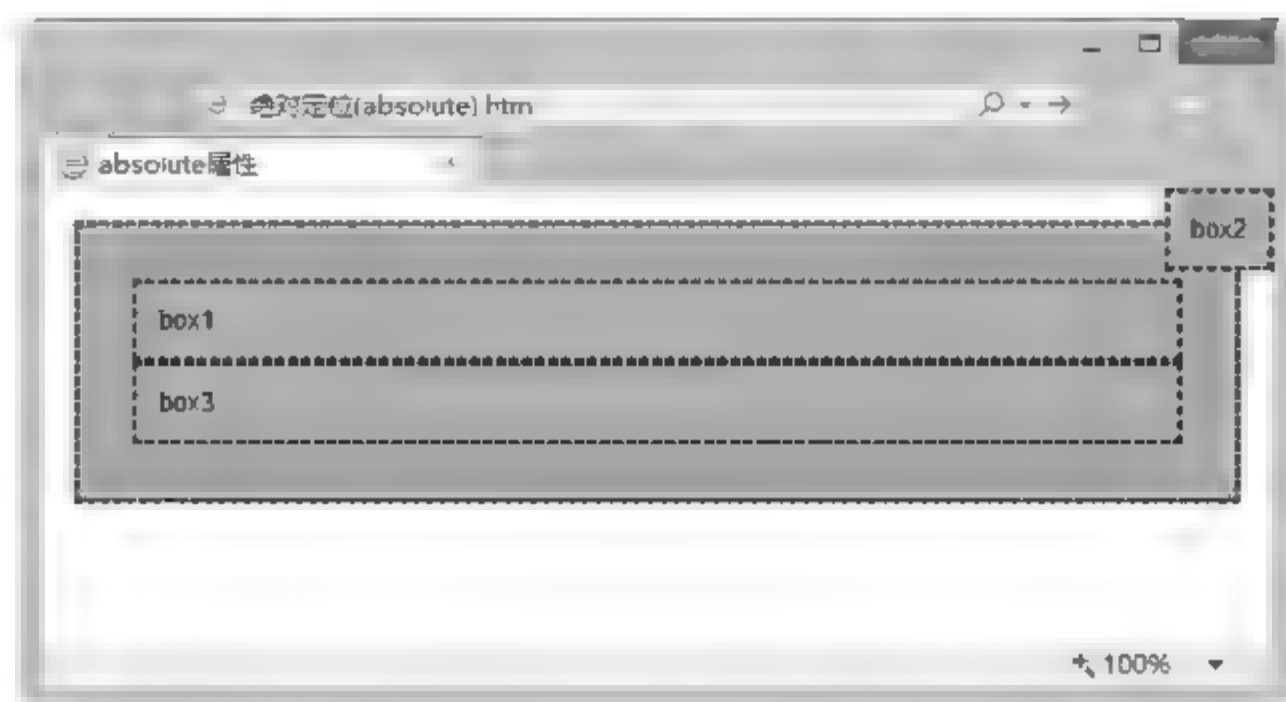 绝对定位(absolute) htm
absolute属性
box2
box1
box3
100%